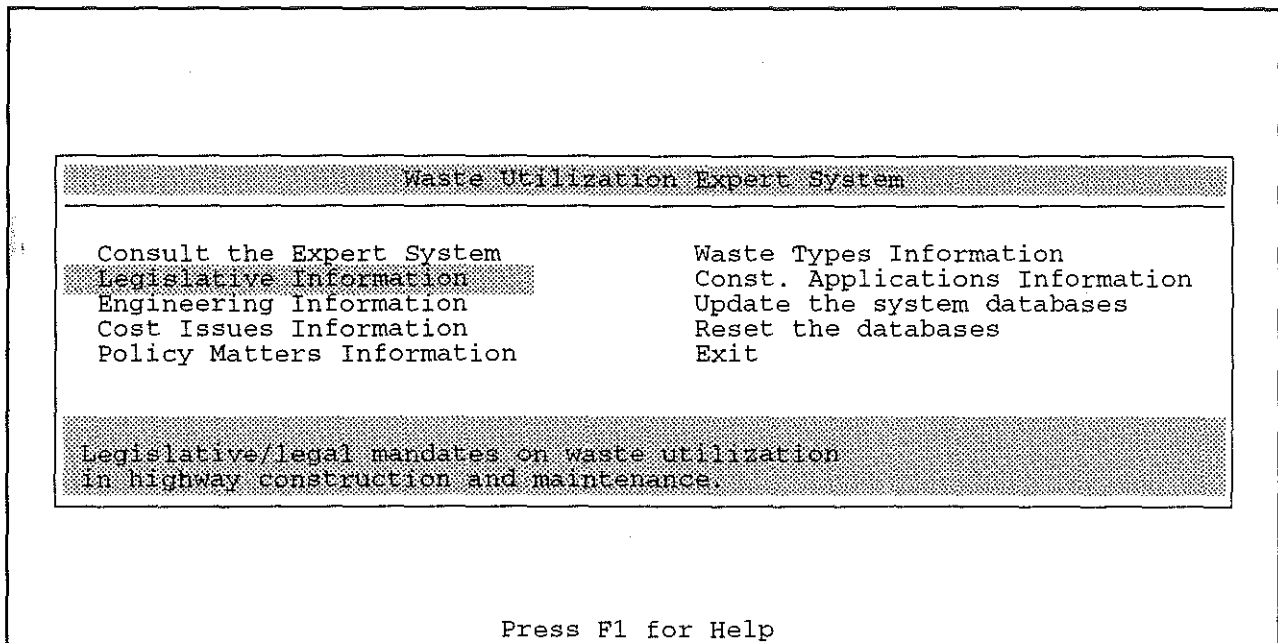 Waste Utilization Expert System
Consult the Expert System
Legislative Information
Engineering Information
Cost Issues Information
Policy Matters Information
Waste Types Information
Const. Applications Information
Update the system databases
Reset the databases
Exit
Legislative/legal mandates on waste utilization
in highway construction and maintenance.
Press F1 for Help